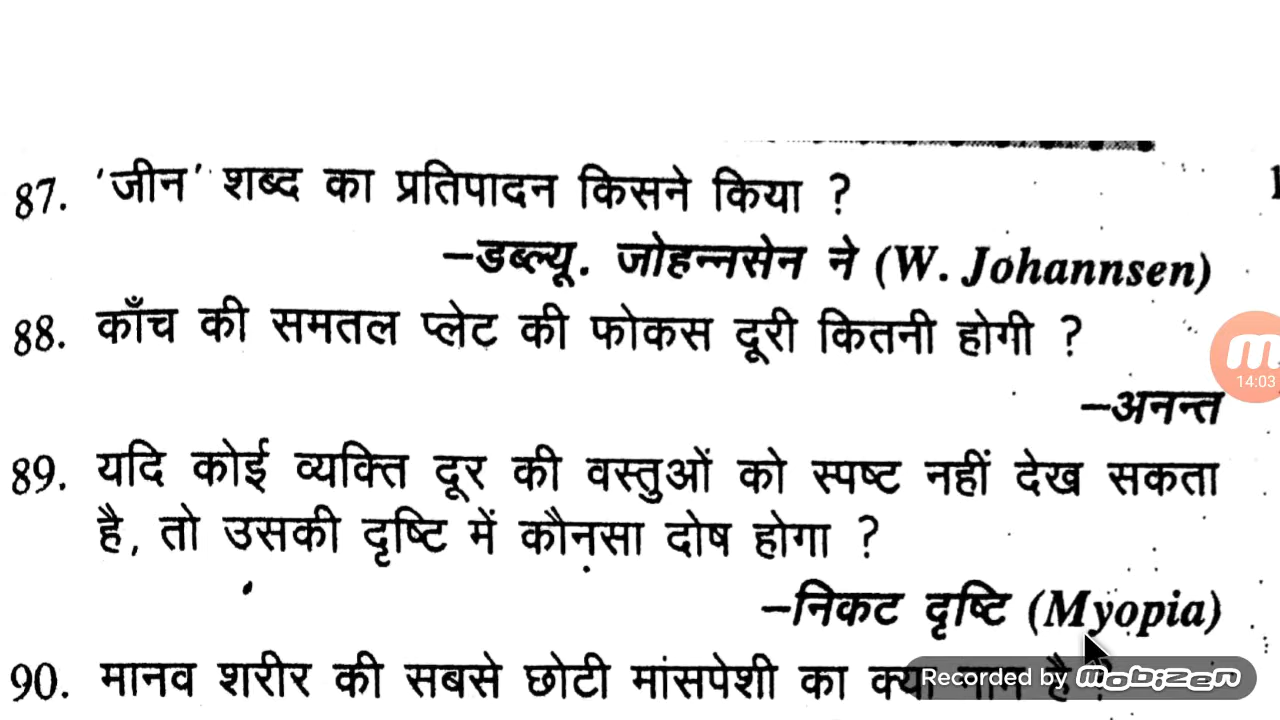 87. 'जीन' शब्द का प्रतिपादन किसने किया ?
–डब्ल्यू. जोहन्नसेन ने (W. Johannsen)
88. काँच की समतल प्लेट की फोकस दूरी कितनी होगी ?
14:03
–अनन्त
89. यदि कोई व्यक्ति दूर की वस्तुओं को स्पष्ट नहीं देख सकता
है, तो उसकी दृष्टि में कौनसा दोष होगा ?
–निकट दृष्टि (Myopia)
90. मानव शरीर की सबसे छोटी मांसपेशी का क्या नाम है ?
Recorded by mobizen